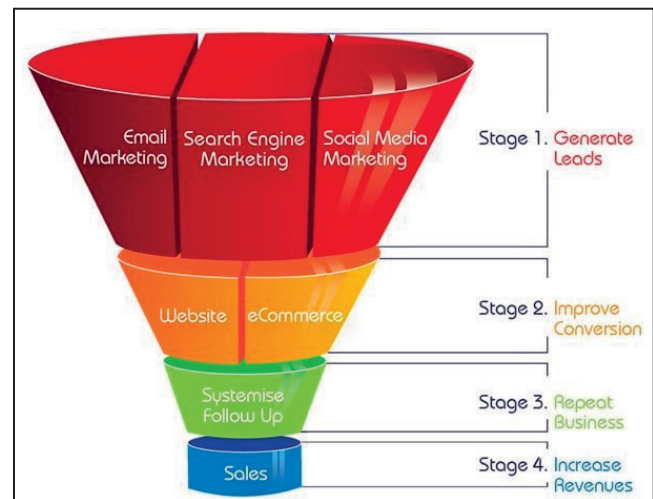 Email
Marketing
Search Engine
Marketing
Social Media
Marketing
Stage 1. Generate
Leads
Website
eCommerce
Stage 2. Improve
Conversion
Systemise
Follow Up
Stage 3. Repeat
Business
Sales
Stage 4. Increase
Revenues